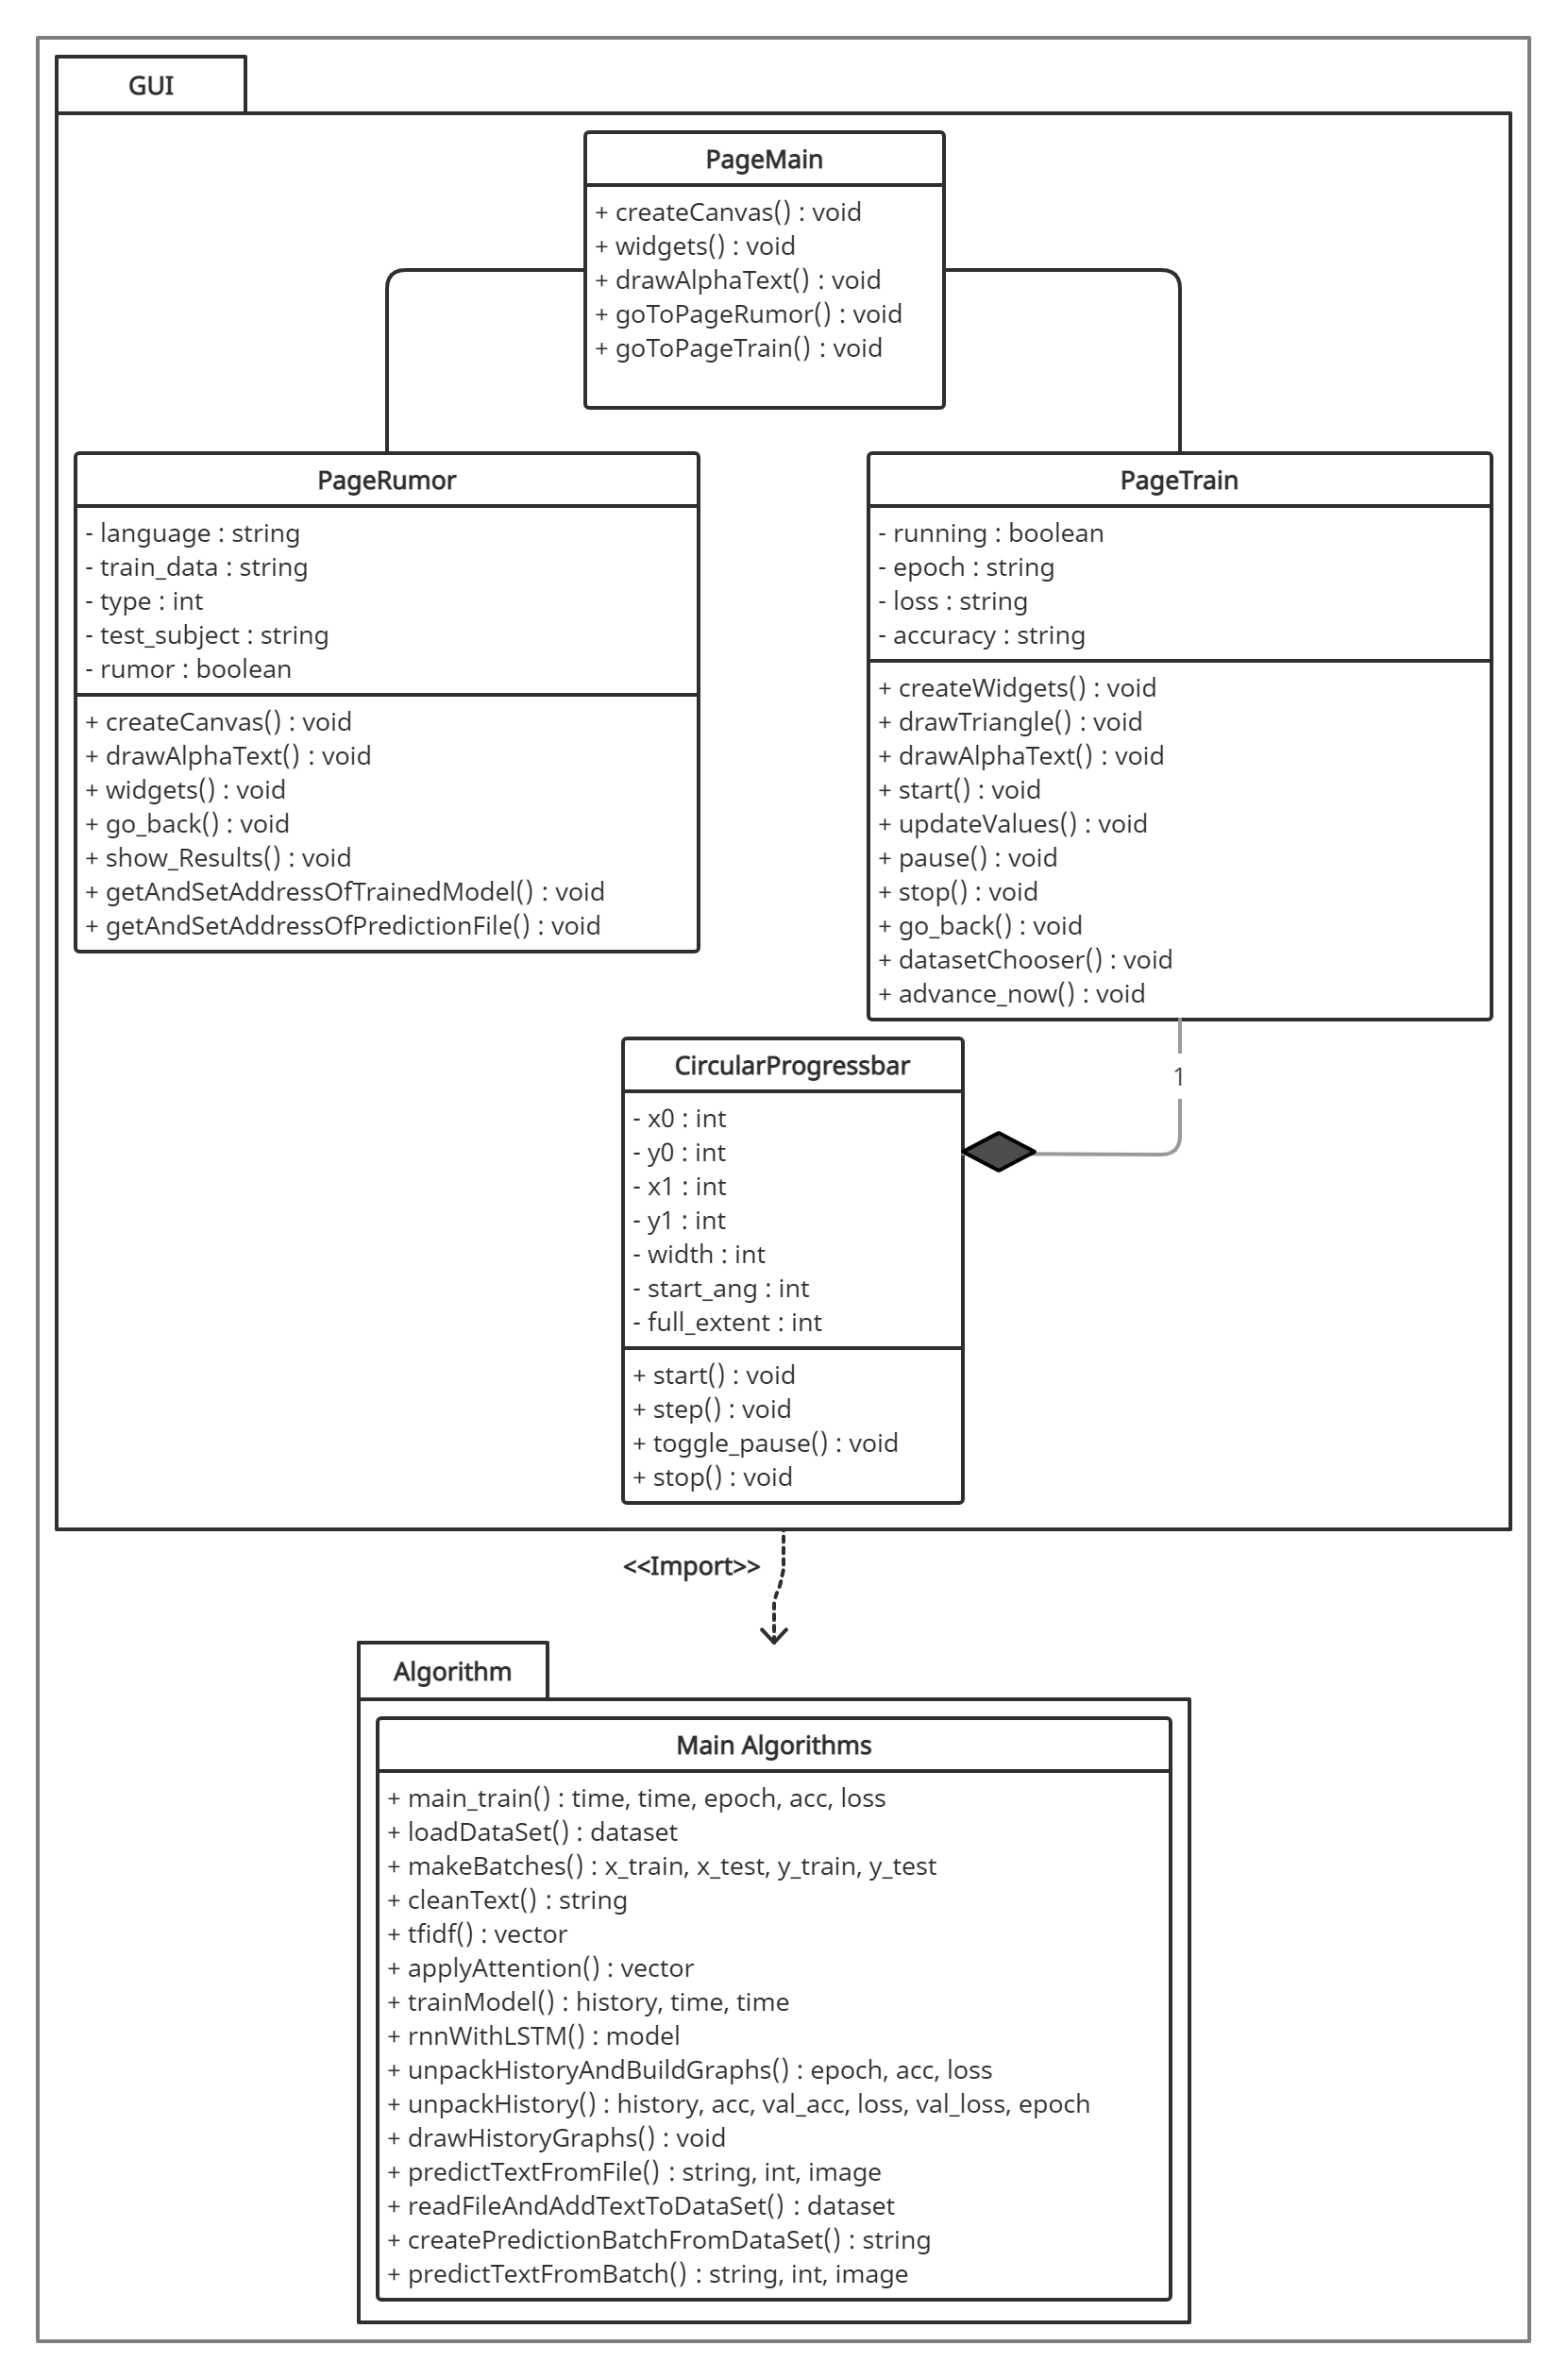 GUI
PageMain
+ createCanvas() : void
+ widgets() : void
+ drawAlphaText() : void
+ goToPageRumor() : void
+ goToPageTrain() : void
PageRumor
- language : string
- train_data : string
- type : int
- test_subject : string
- rumor : boolean
+ createCanvas() : void
+ drawAlphaText() : void
+ widgets() : void
+ go_back() : void
+ show_Results() : void
+ getAndSetAddressOfTrainedModel() : void
+ getAndSetAddressOfPredictionFile() : void
PageTrain
- running : boolean
- epoch : string
- loss : string
- accuracy : string
+ createWidgets() : void
+ drawTriangle() : void
+ drawAlphaText() : void
+ start() : void
+ updateValues() : void
+ pause() : void
+ stop() : void
+ go_back() : void
+ datasetChooser() : void
+ advance_now() : void
1
CircularProgressbar
- x0 : int
- y0 : int
- x1 : int
- y1 : int
- width : int
- start_ang : int
- full_extent : int
+ start() : void
+ step() : void
+ toggle_pause() : void
+ stop() : void
<<Import>>
Algorithm
Main Algorithms
+ main_train() : time, time, epoch, acc, loss
+ loadDataSet() : dataset
+ makeBatches() : x_train, x_test, y_train, y_test
+ cleanText() : string
+ tfidf() : vector
+ applyAttention() : vector
+ trainModel() : history, time, time
+ rnnWithLSTM() : model
+ unpackHistoryAndBuildGraphs() : epoch, acc, loss
+ unpackHistory() : history, acc, val_acc, loss, val_loss, epoch
+ drawHistoryGraphs() : void
+ predictTextFromFile() : string, int, image
+ readFileAndAddTextToDataSet() : dataset
+ createPredictionBatchFromDataSet() : string
+ predictTextFromBatch() : string, int, image